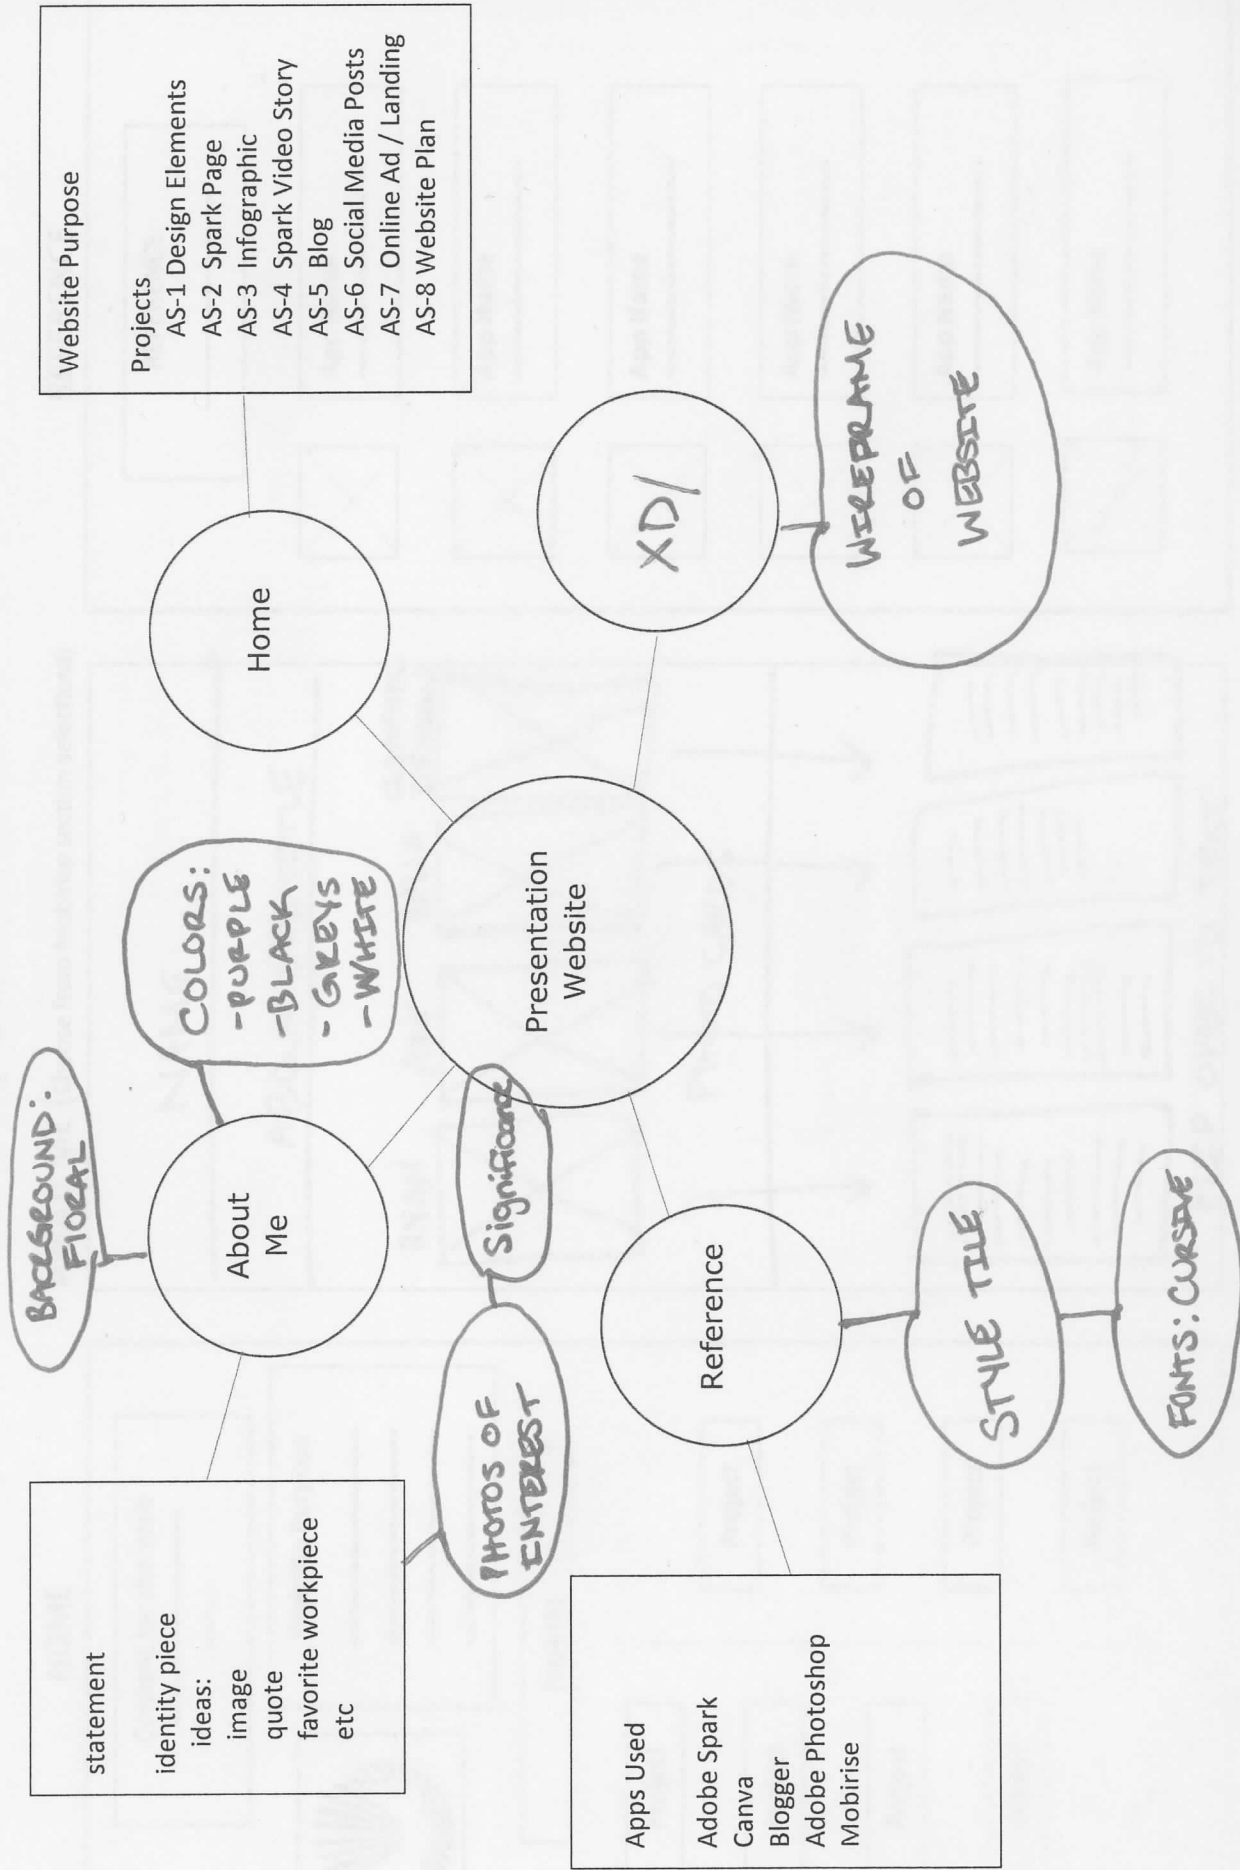 Website Purpose
Projects
AS-1 Design Elements
AS-2 Spark Page
AS-3 Infographic
AS-4 Spark Video Story
AS-5 Blog
AS-6 Social Media Posts
AS-7 Online Ad / Landing
AS-8 Website Plan
Home
XD/
WIREFRAME
OF
WEBSITE
Presentation
Website
COLORS:
-PURPLE
-BLACK
-GREYS
-WHITE
BACKGROUND:
FlORAL
About
Me
statement
identity piece
ideas:
image
quote
favorite workpiece
etc
PHOTOS OF
INTEREST
Reference
STYLE TILE
FONTS: CURSIVE
Apps Used
Adobe Spark
Canva
Blogger
Adobe Photoshop
Mobirise